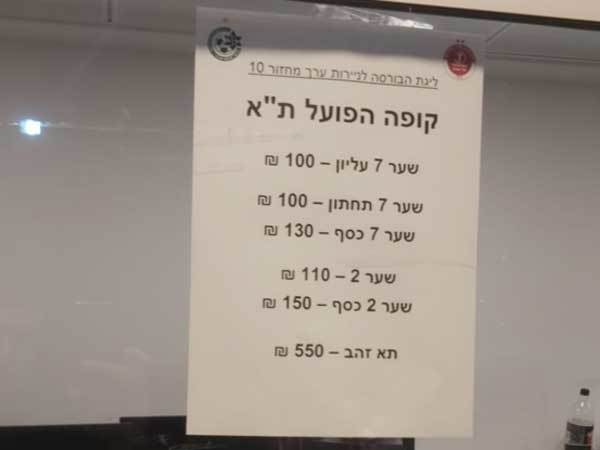 ליגת הבורסה לניירות ערך מחזור 10
קופה הפועל ת"א
שער 7 עליון – 100 ₪
שער 7 תחתון – 100 ₪
שער 7 כסף – 130 ₪
שער 2 – 110 ₪
שער 2 כסף – 150 ₪
תא זהב – 550 ₪